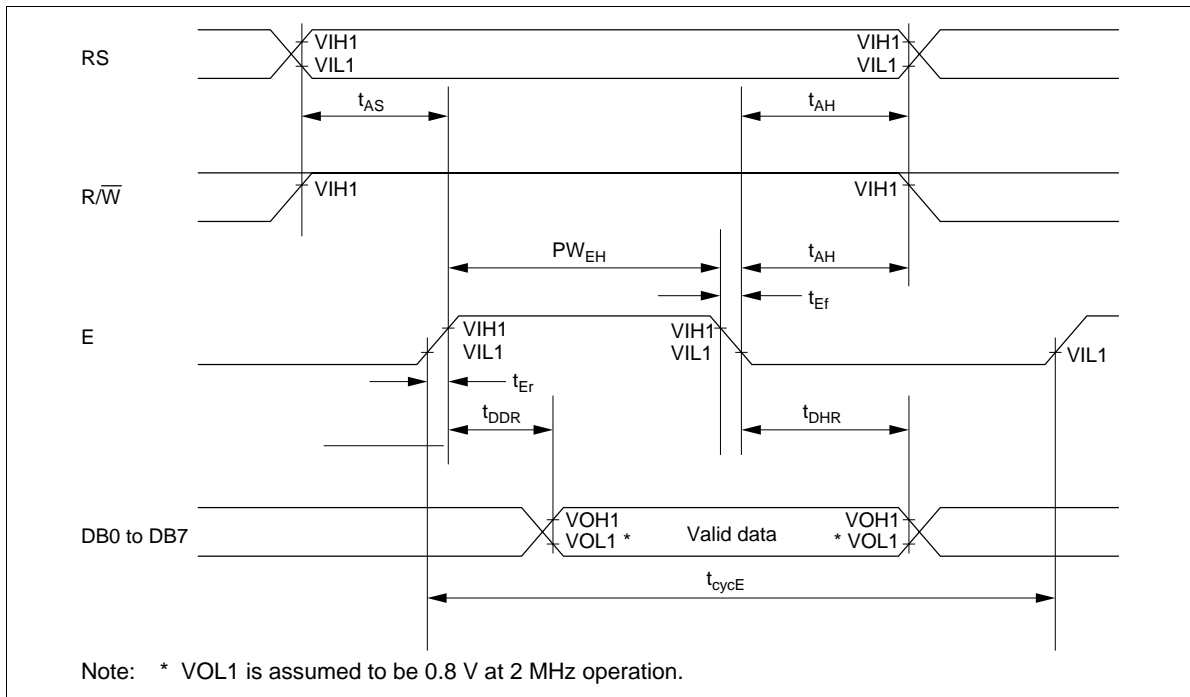 RS
VIH1
VIL1
VIH1
VIL1
tAS
tAH
R/W̅
VIH1
VIH1
PWEH
tAH
tEf
E
VIH1
VIL1
VIH1
VIL1
VIL1
tEr
tDDR
tDHR
DB0 to DB7
VOH1
VOL1 *
Valid data
VOH1
* VOL1
tcycE
Note: * VOL1 is assumed to be 0.8 V at 2 MHz operation.